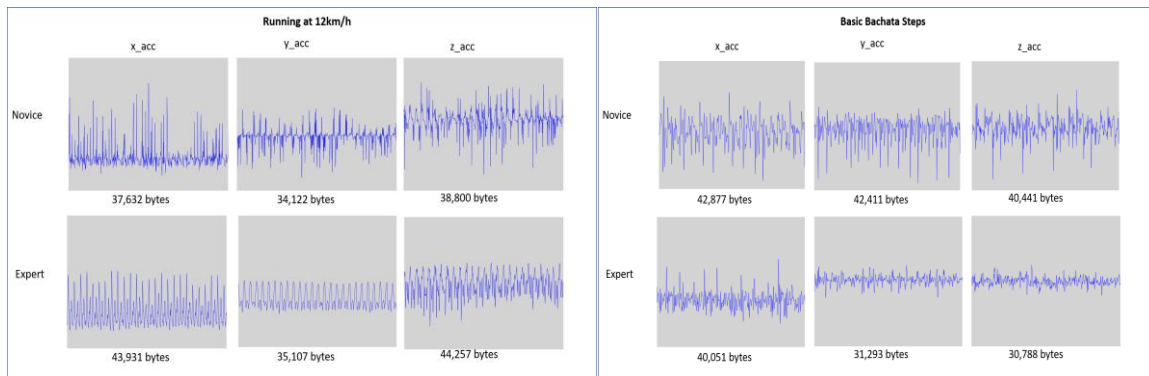 Running at 12km/h
x_acc y_acc z_acc
Novice
37,632 bytes 34,122 bytes 38,800 bytes
Expert
43,931 bytes 35,107 bytes 44,257 bytes
Basic Bachata Steps
x_acc y_acc z_acc
Novice
42,877 bytes 42,411 bytes 40,441 bytes
Expert
40,051 bytes 31,293 bytes 30,788 bytes